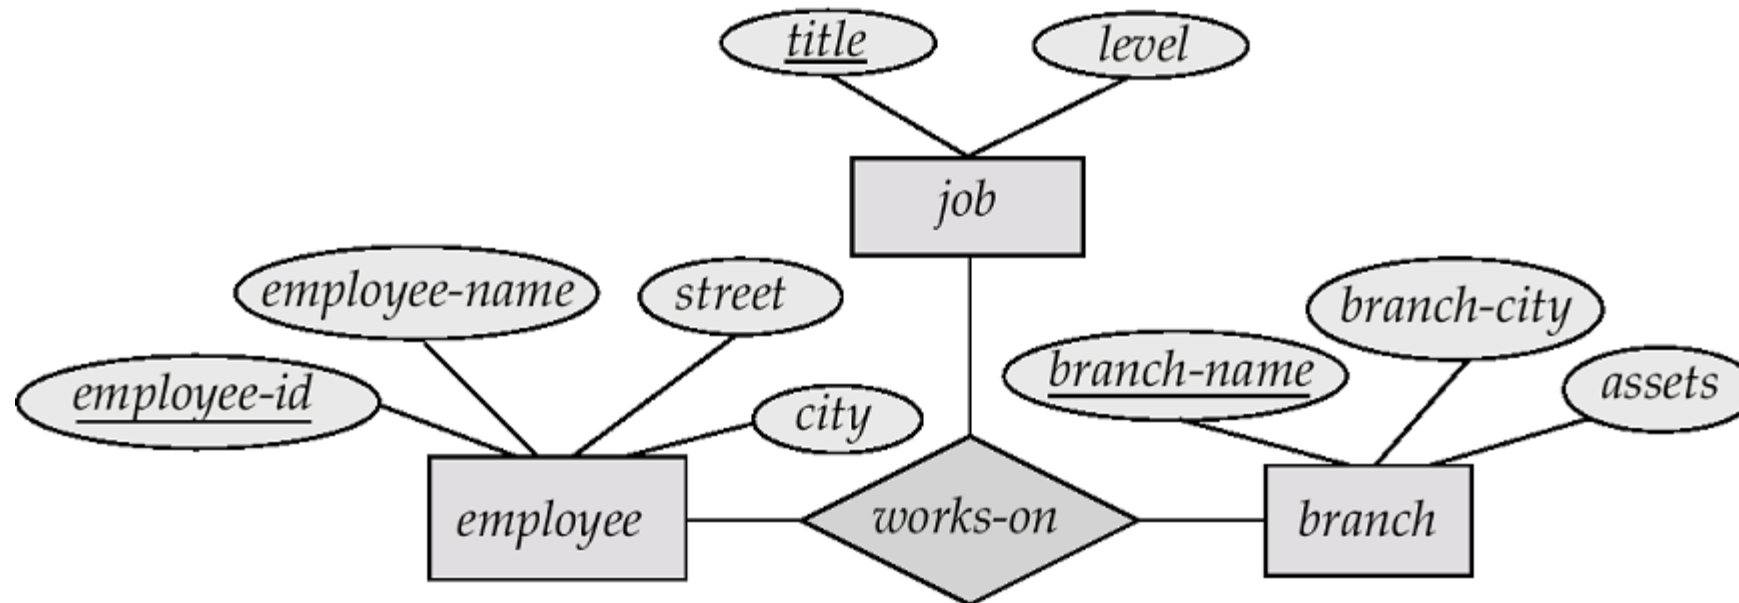 title
level
job
employee-name
street
branch-city
employee-id
city
branch-name
assets
employee
works-on
branch